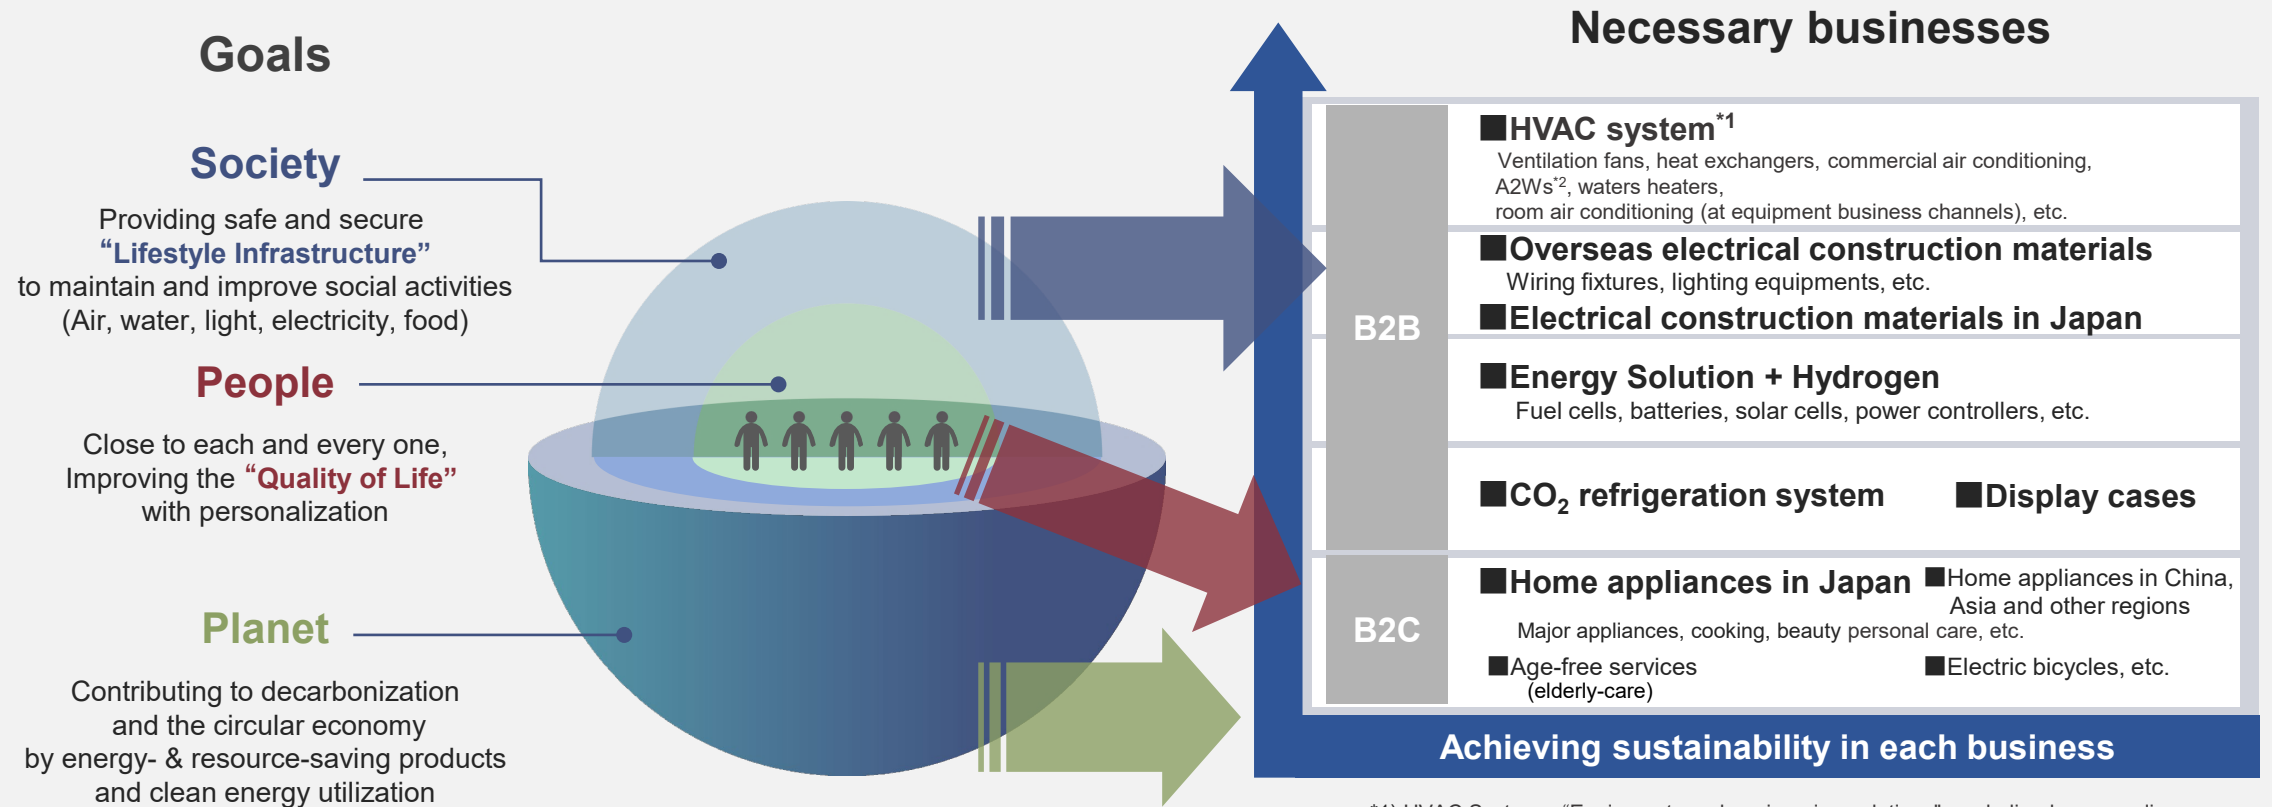 Goals
Society
Providing safe and secure
“Lifestyle Infrastructure”
to maintain and improve social activities
(Air, water, light, electricity, food)
People
Close to each and every one,
Improving the “Quality of Life”
with personalization
Planet
Contributing to decarbonization
and the circular economy
by energy- & resource-saving products
and clean energy utilization
Necessary businesses
B2B
■HVAC system*1
Ventilation fans, heat exchangers, commercial air conditioning,
A2Ws*2, waters heaters,
room air conditioning (at equipment business channels), etc.
■Overseas electrical construction materials
Wiring fixtures, lighting equipments, etc.
■Electrical construction materials in Japan
■Energy Solution + Hydrogen
Fuel cells, batteries, solar cells, power controllers, etc.
■CO2 refrigeration system ■Display cases
B2C
■Home appliances in Japan
■Home appliances in China,
Asia and other regions
Major appliances, cooking, beauty personal care, etc.
■Age-free services
(elderly-care)
■Electric bicycles, etc.
Achieving sustainability in each business